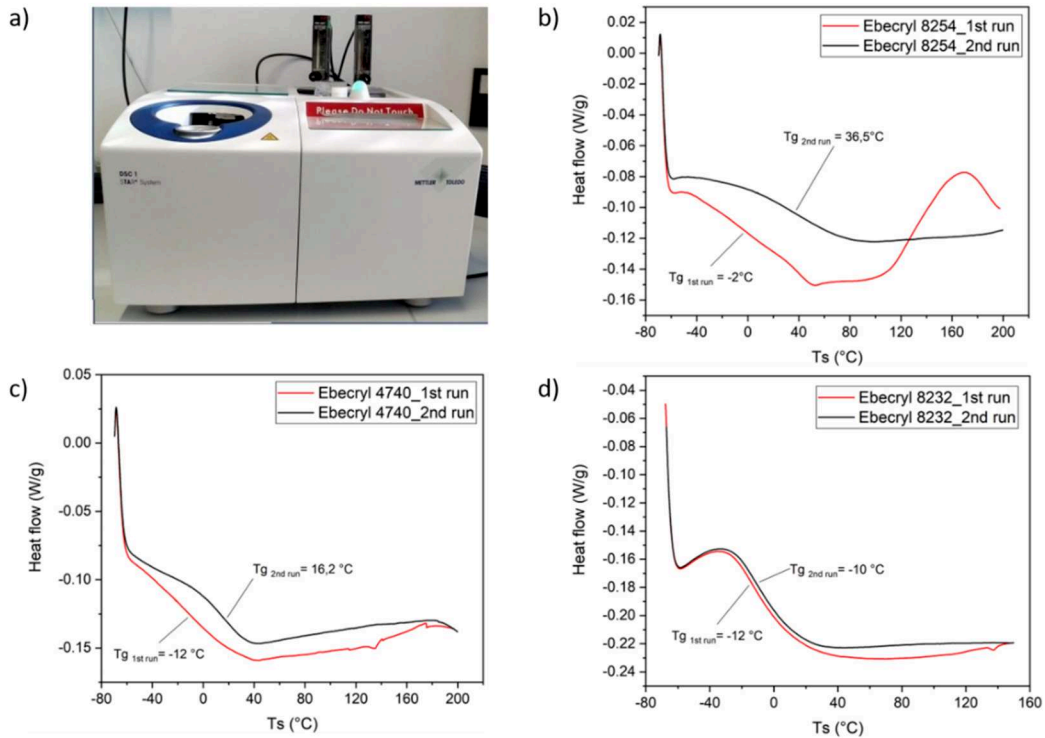 a)
Please Do Not Touch
DSC 1
STARe System
METTLER TOLEDO
b)
Ebecryl 8254_1st run
Ebecryl 8254_2nd run
Tg 2nd run = 36,5°C
Tg 1st run = -2°C
0.02
0.00
-0.02
-0.04
-0.06
-0.08
-0.10
-0.12
-0.14
-0.16
Heat flow (W/g)
-80 -40 0 40 80 120 160 200
Ts (°C)
c)
Ebecryl 4740_1st run
Ebecryl 4740_2nd run
Tg 2nd run = 16,2 °C
Tg 1st run = -12 °C
0.05
0.00
-0.05
-0.10
-0.15
Heat flow (W/g)
-80 -40 0 40 80 120 160 200
Ts (°C)
d)
Ebecryl 8232_1st run
Ebecryl 8232_2nd run
Tg 2nd run = -10 °C
Tg 1st run = -12 °C
-0.04
-0.06
-0.08
-0.10
-0.12
-0.14
-0.16
-0.20
-0.22
-0.24
Heat flow (W/g)
-80 -40 0 40 80 120 160
Ts (°C)